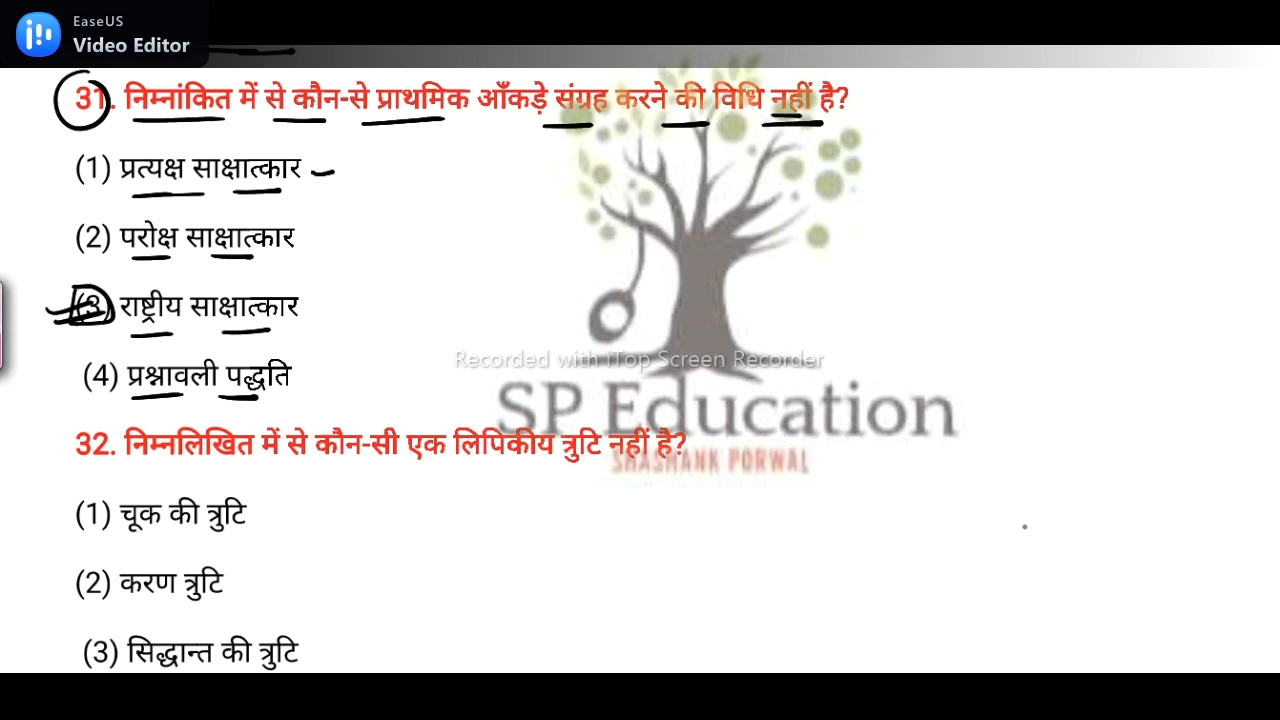 EaseUS
Video Editor
31. निम्नांकित में से कौन-से प्राथमिक आँकड़े संग्रह करने की विधि नहीं है?
(1) प्रत्यक्ष साक्षात्कार
(2) परोक्ष साक्षात्कार
(3) राष्ट्रीय साक्षात्कार
Recorded with iTop Screen Recorder
(4) प्रश्नावली पद्धति
SP Education
32. निम्नलिखित में से कौन-सी एक लिपिकीय त्रुटि नहीं है?
SHASHANK PORWAL
(1) चूक की त्रुटि
(2) करण त्रुटि
(3) सिद्धान्त की त्रुटि